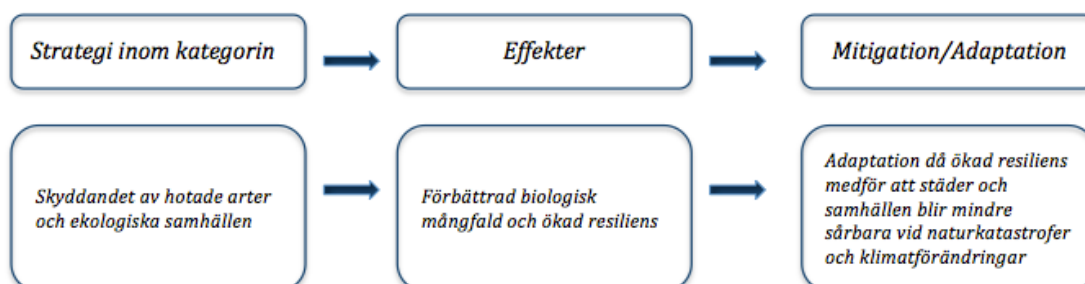 Strategi inom kategorin
Effekter
Mitigation/Adaptation
Skyddandet av hotade arter
och ekologiska samhällen
Förbättrad biologisk
mångfald och ökad resiliens
Adaptation då ökad resiliens
medför att städer och
samhällen blir mindre
sårbara vid naturkatastrofer
och klimatförändringar